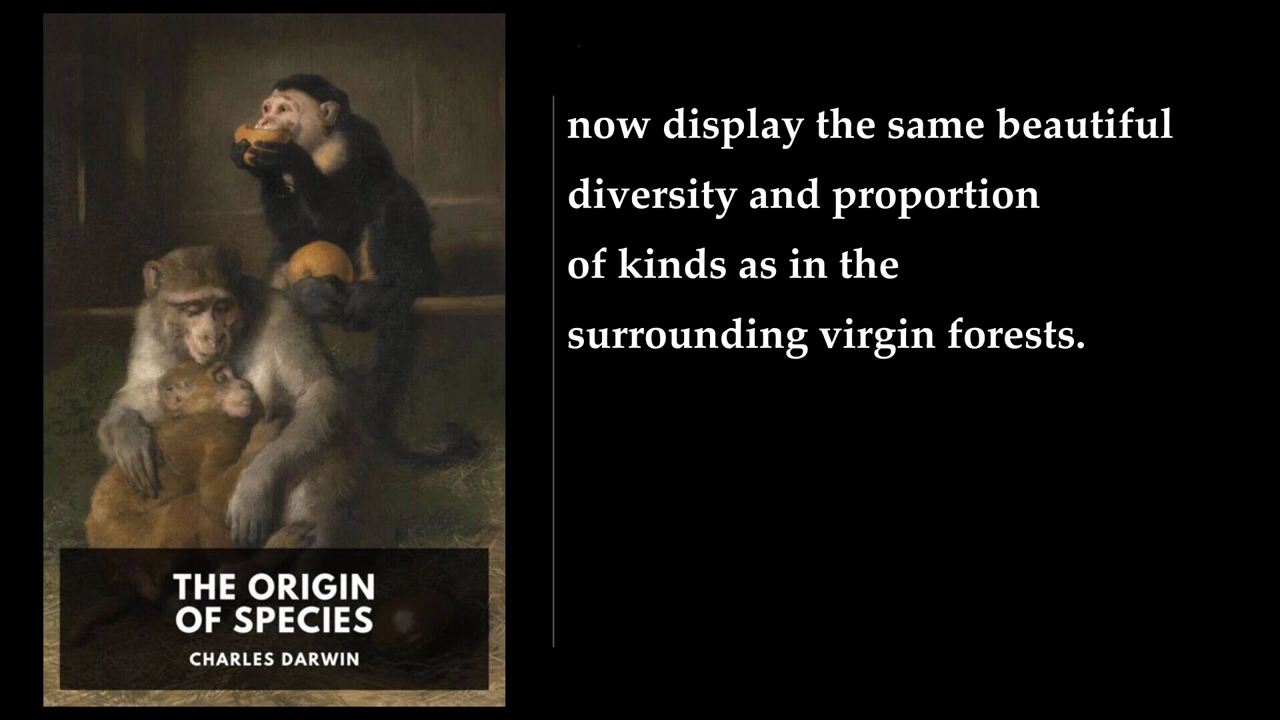 now display the same beautiful
diversity and proportion
of kinds as in the
surrounding virgin forests.
THE ORIGIN
OF SPECIES
CHARLES DARWIN